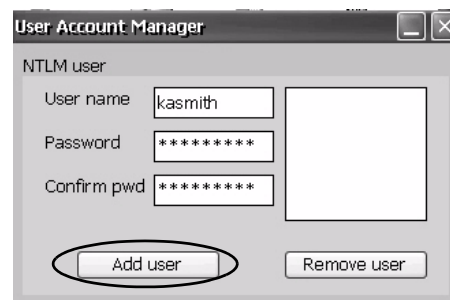 User Account Manager
NTLM user
User name kasmith
Password *********
Confirm pwd *********
Add user Remove user